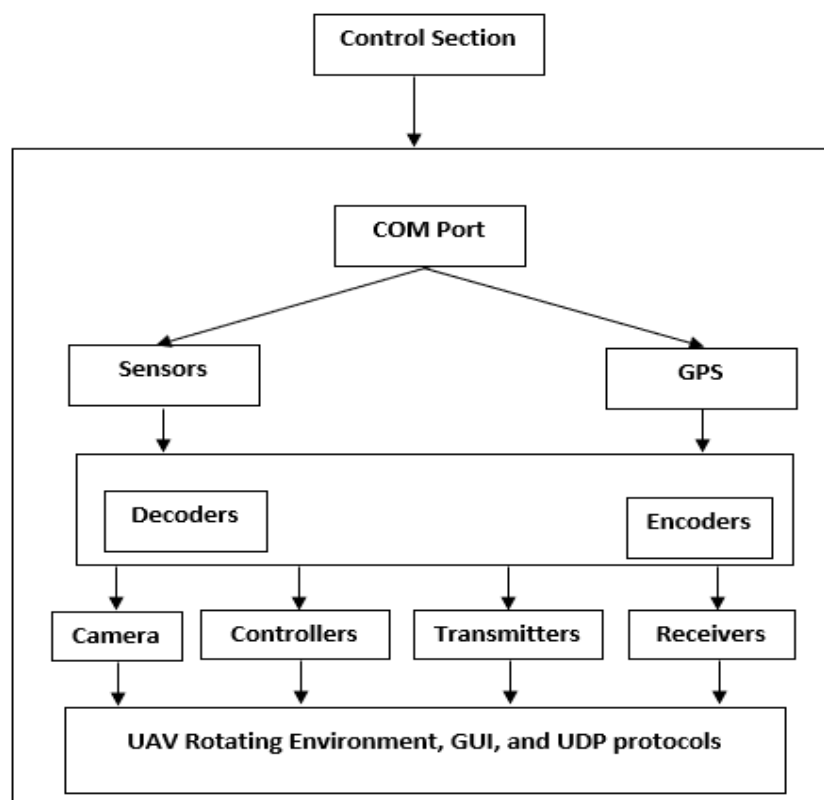 Control Section
COM Port
Sensors
GPS
Decoders
Encoders
Camera
Controllers
Transmitters
Receivers
UAV Rotating Environment, GUI, and UDP protocols